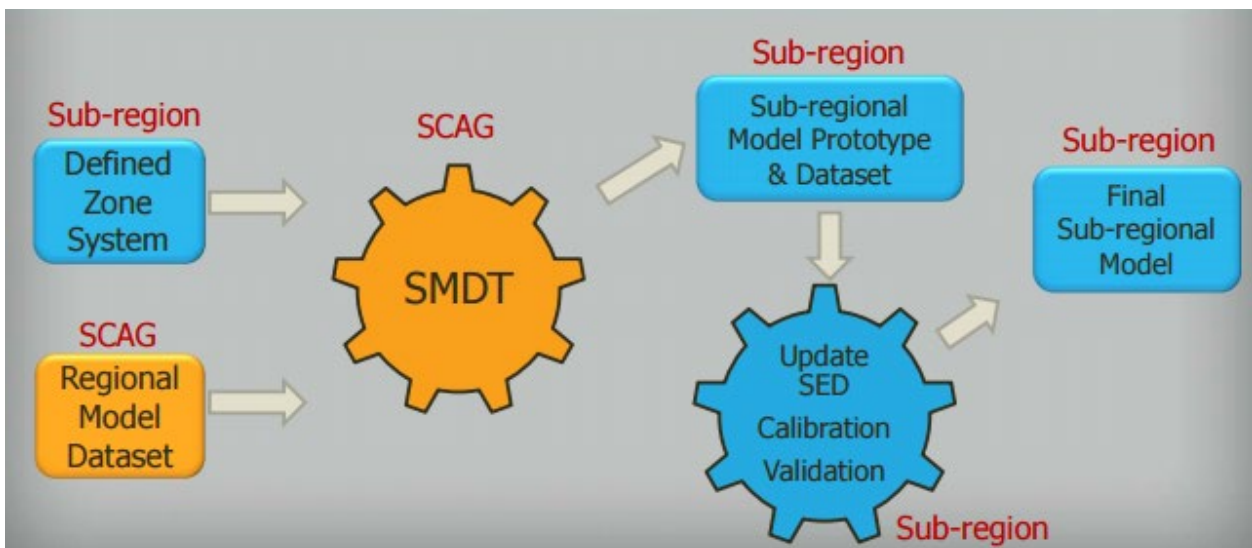 Sub-region
Defined
Zone
System
SCAG
Regional
Model
Dataset
SCAG
SMDT
Sub-region
Sub-regional
Model Prototype
& Dataset
Update
SED
Calibration
Validation
Sub-region
Sub-region
Final
Sub-regional
Model